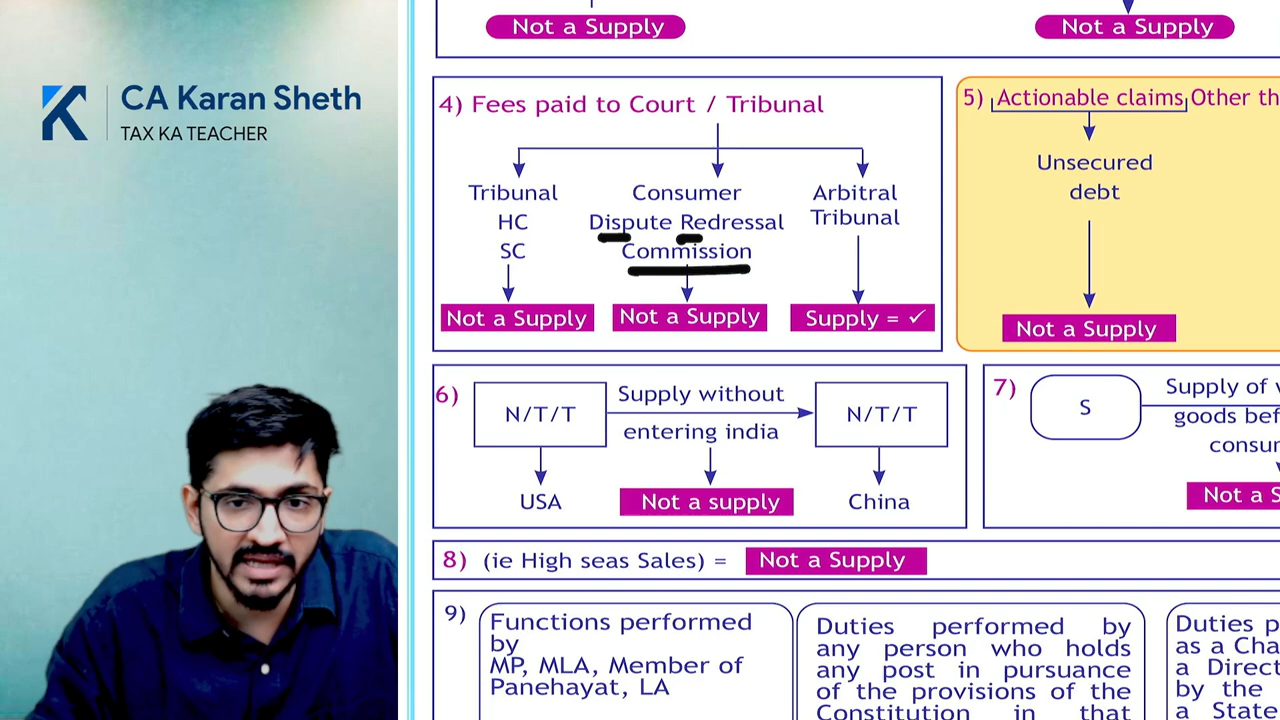 CA Karan Sheth
TAX KA TEACHER
Not a Supply
Not a Supply
4) Fees paid to Court / Tribunal
Tribunal
HC
SC
Not a Supply
Consumer
Dispute Redressal
Commission
Not a Supply
Arbitral
Tribunal
Supply = ✓
5) Actionable claims Other th
Unsecured
debt
Not a Supply
6)
N/T/T
Supply without
entering india
N/T/T
USA
Not a supply
China
7)
S
Supply of
goods bef
consu
Not a S
8) (ie High seas Sales) = Not a Supply
9)
Functions performed
by
MP, MLA, Member of
Panehayat, LA
Duties performed by
any person who holds
any post in pursuance
of the provisions of the
Constitution in that
Duties p
as a Cha
a Direct
by the
a State